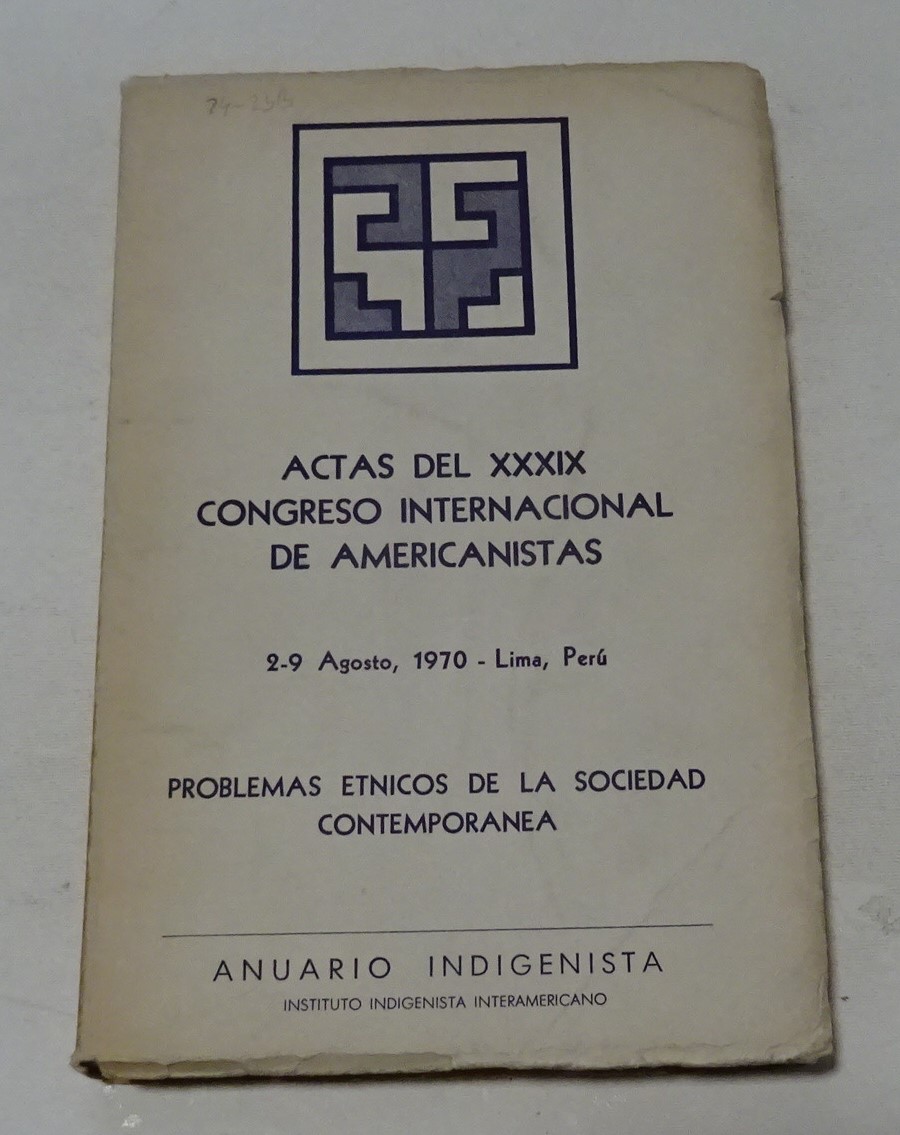 ACTAS DEL XXXIX
CONGRESO INTERNACIONAL
DE AMERICANISTAS
2-9 Agosto, 1970 - Lima, Perú
PROBLEMAS ETNICOS DE LA SOCIEDAD
CONTEMPORANEA
ANUARIO INDIGENISTA
INSTITUTO INDIGENISTA INTERAMERICANO